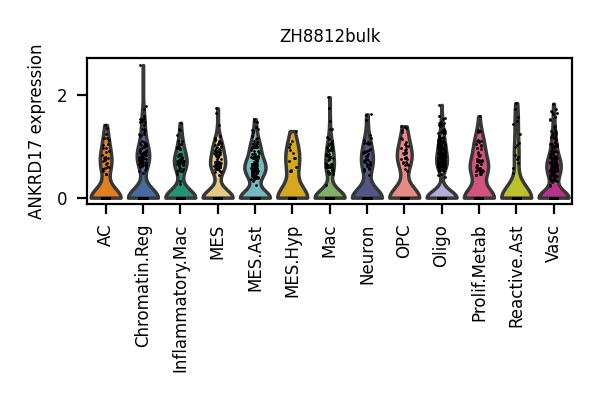 ZH8812bulk
ANKRD17 expression
2
0
AC
Chromatin.Reg
Inflammatory.Mac
MES
MES.Ast
MES.Hyp
Mac
Neuron
OPC
Oligo
Prolif.Metab
Reactive.Ast
Vasc